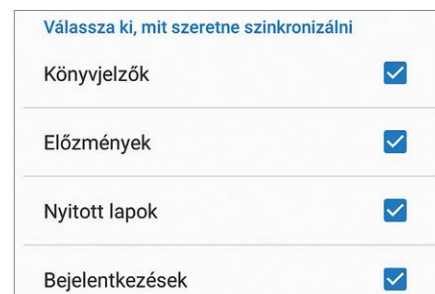 Válassza ki, mit szeretne szinkronizálni
Könyvjelzők
Előzmények
Nyitott lapok
Bejelentkezések